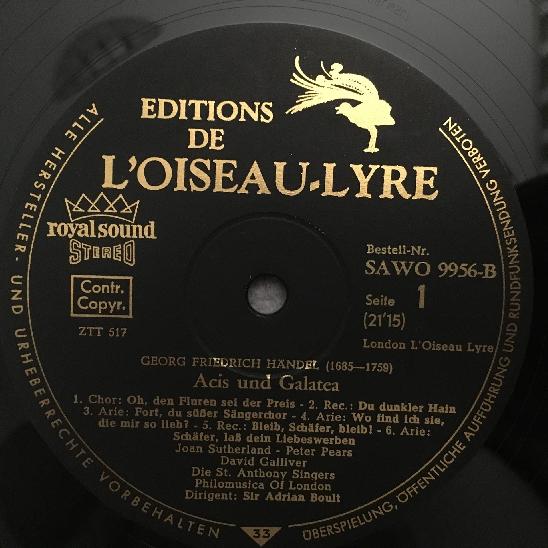 EDITIONS
DE
L'OISEAU-LYRE
royal sound
STEREO
Contr.
Copyr.
ZTT 517
Bestell-Nr.
SAWO 9956-B
Seite 1
(21'15)
London L'Oiseau Lyre
GEORG FRIEDRICH HÄNDEL (1685—1759)
Acis und Galatea
1. Chor: Oh, den Fluren sei der Preis - 2. Rec.: Du dunkler Hain
3. Arie: Fort, du süßer Sängerchor - 4. Arie: Wo find ich sie,
die mir so lieb? - 5. Rec.: Bleib, Schäfer, bleib! - 6. Arie:
Schäfer, laß dein Liebeswerben
Joan Sutherland - Peter Pears
David Galliver
Die St. Anthony Singers
Philomusica Of London
Dirigent: Sir Adrian Boult
33
ALLE HERSTELLER- UND URHEBERRECHTE VORBEHALTEN
ÜBERSPIELUNG, ÖFFENTLICHE AUFFÜHRUNG UND RUNDFUNKSENDUNG VERBOTEN